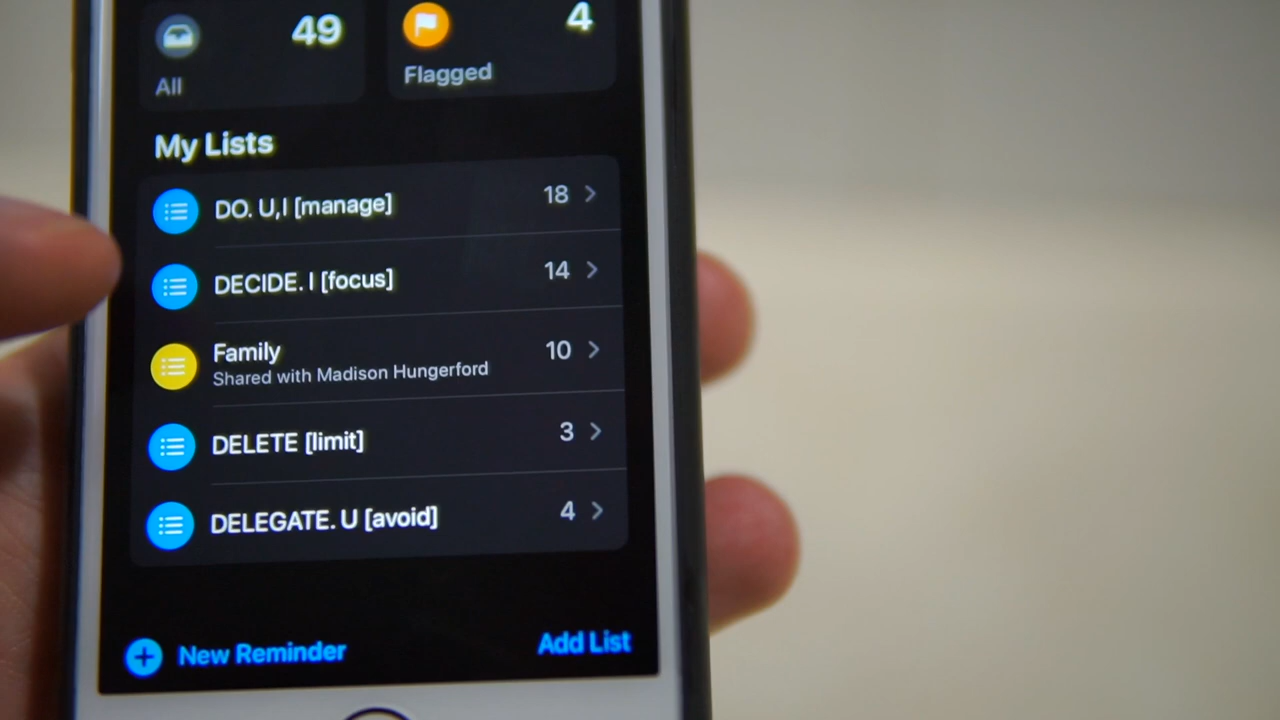 49
4
All
Flagged
My Lists
DO. U,I [manage]
18
DECIDE. I [focus]
14
Family
10
Shared with Madison Hungerford
DELETE [limit]
3
DELEGATE. U [avoid]
4
New Reminder
Add List